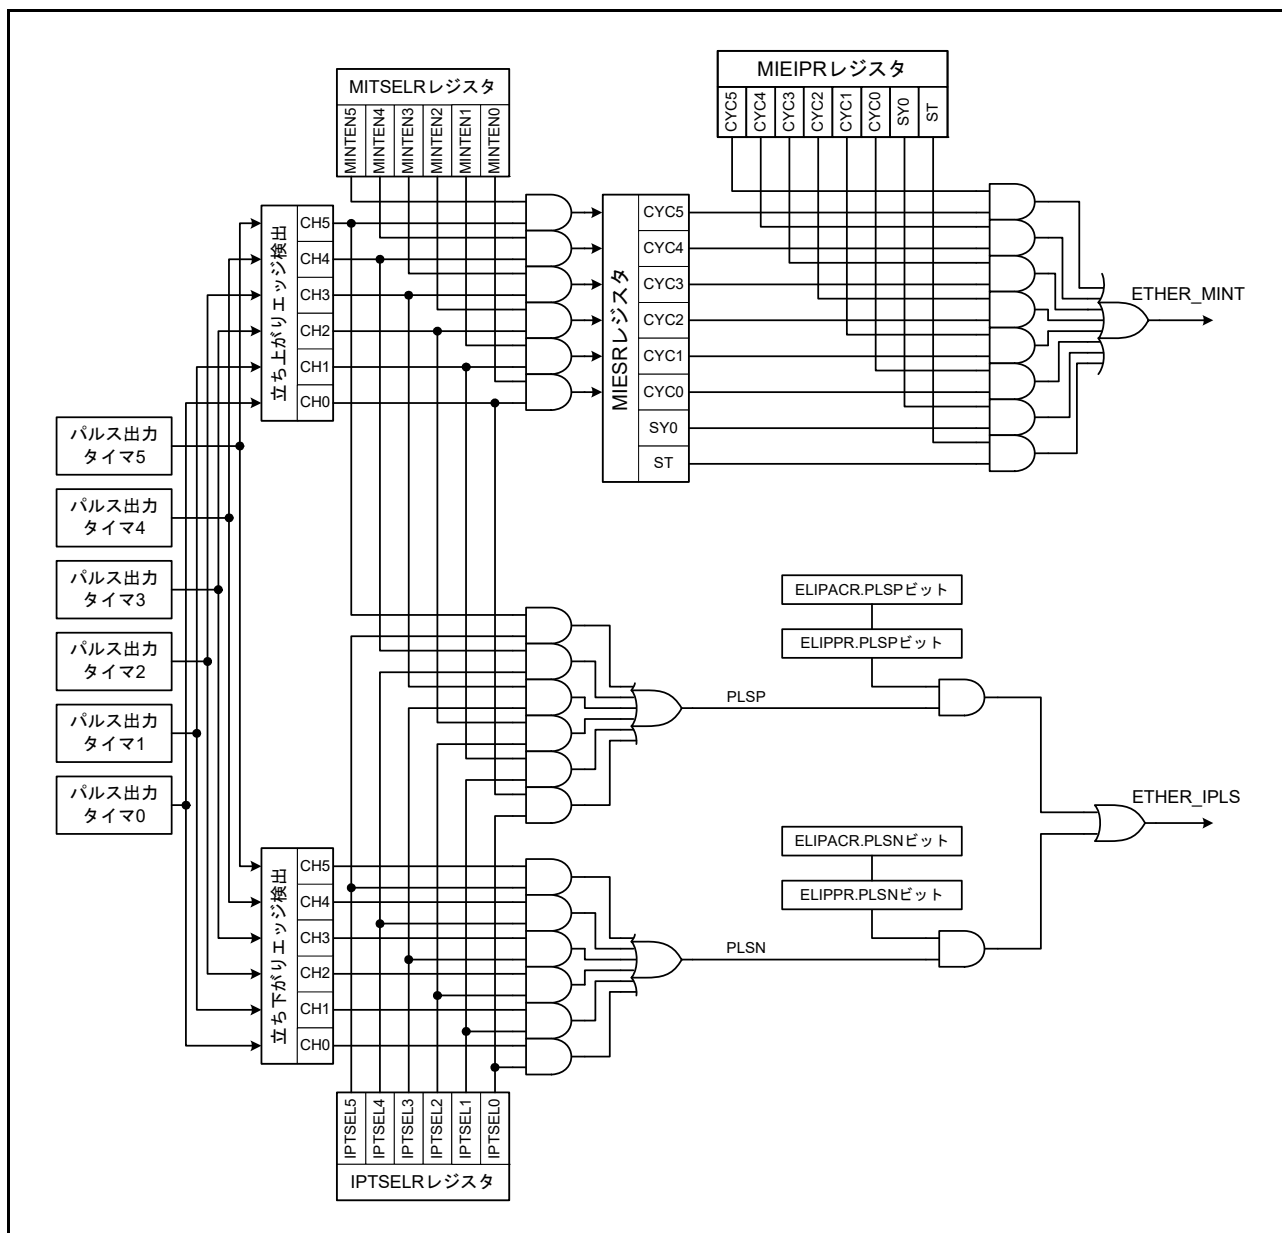 MITSELRレジスタ
MINTEN5
MINTEN4
MINTEN3
MINTEN2
MINTEN1
MINTEN0
MIEIPRレジスタ
CYC5
CYC4
CYC3
CYC2
CYC1
CYC0
SY0
ST
立ち上がりエッジ検出
CH5
CH4
CH3
CH2
CH1
CH0
MIESRレジスタ
CYC5
CYC4
CYC3
CYC2
CYC1
CYC0
SY0
ST
ETHER_MINT
パルス出力
タイマ5
パルス出力
タイマ4
パルス出力
タイマ3
パルス出力
タイマ2
パルス出力
タイマ1
パルス出力
タイマ0
ELIPACR.PLSPビット
ELIPPR.PLSPビット
PLSP
ETHER_IPLS
ELIPACR.PLSNビット
ELIPPR.PLSNビット
PLSN
立ち下がりエッジ検出
CH5
CH4
CH3
CH2
CH1
CH0
IPTSEL5
IPTSEL4
IPTSEL3
IPTSEL2
IPTSEL1
IPTSEL0
IPTSELRレジスタ